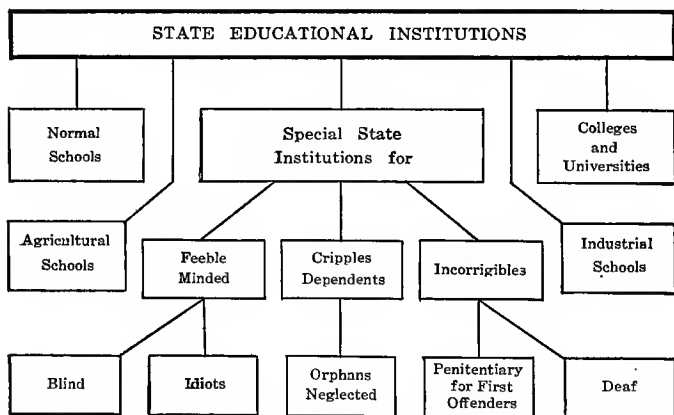 STATE EDUCATIONAL INSTITUTIONS
Normal
Schools
Special State
Institutions for
Colleges
and
Universities
Agricultural
Schools
Feeble
Minded
Cripples
Dependents
Incorrigibles
Industrial
Schools
Blind
Idiots
Orphans
Neglected
Penitentiary
for First
Offenders
Deaf